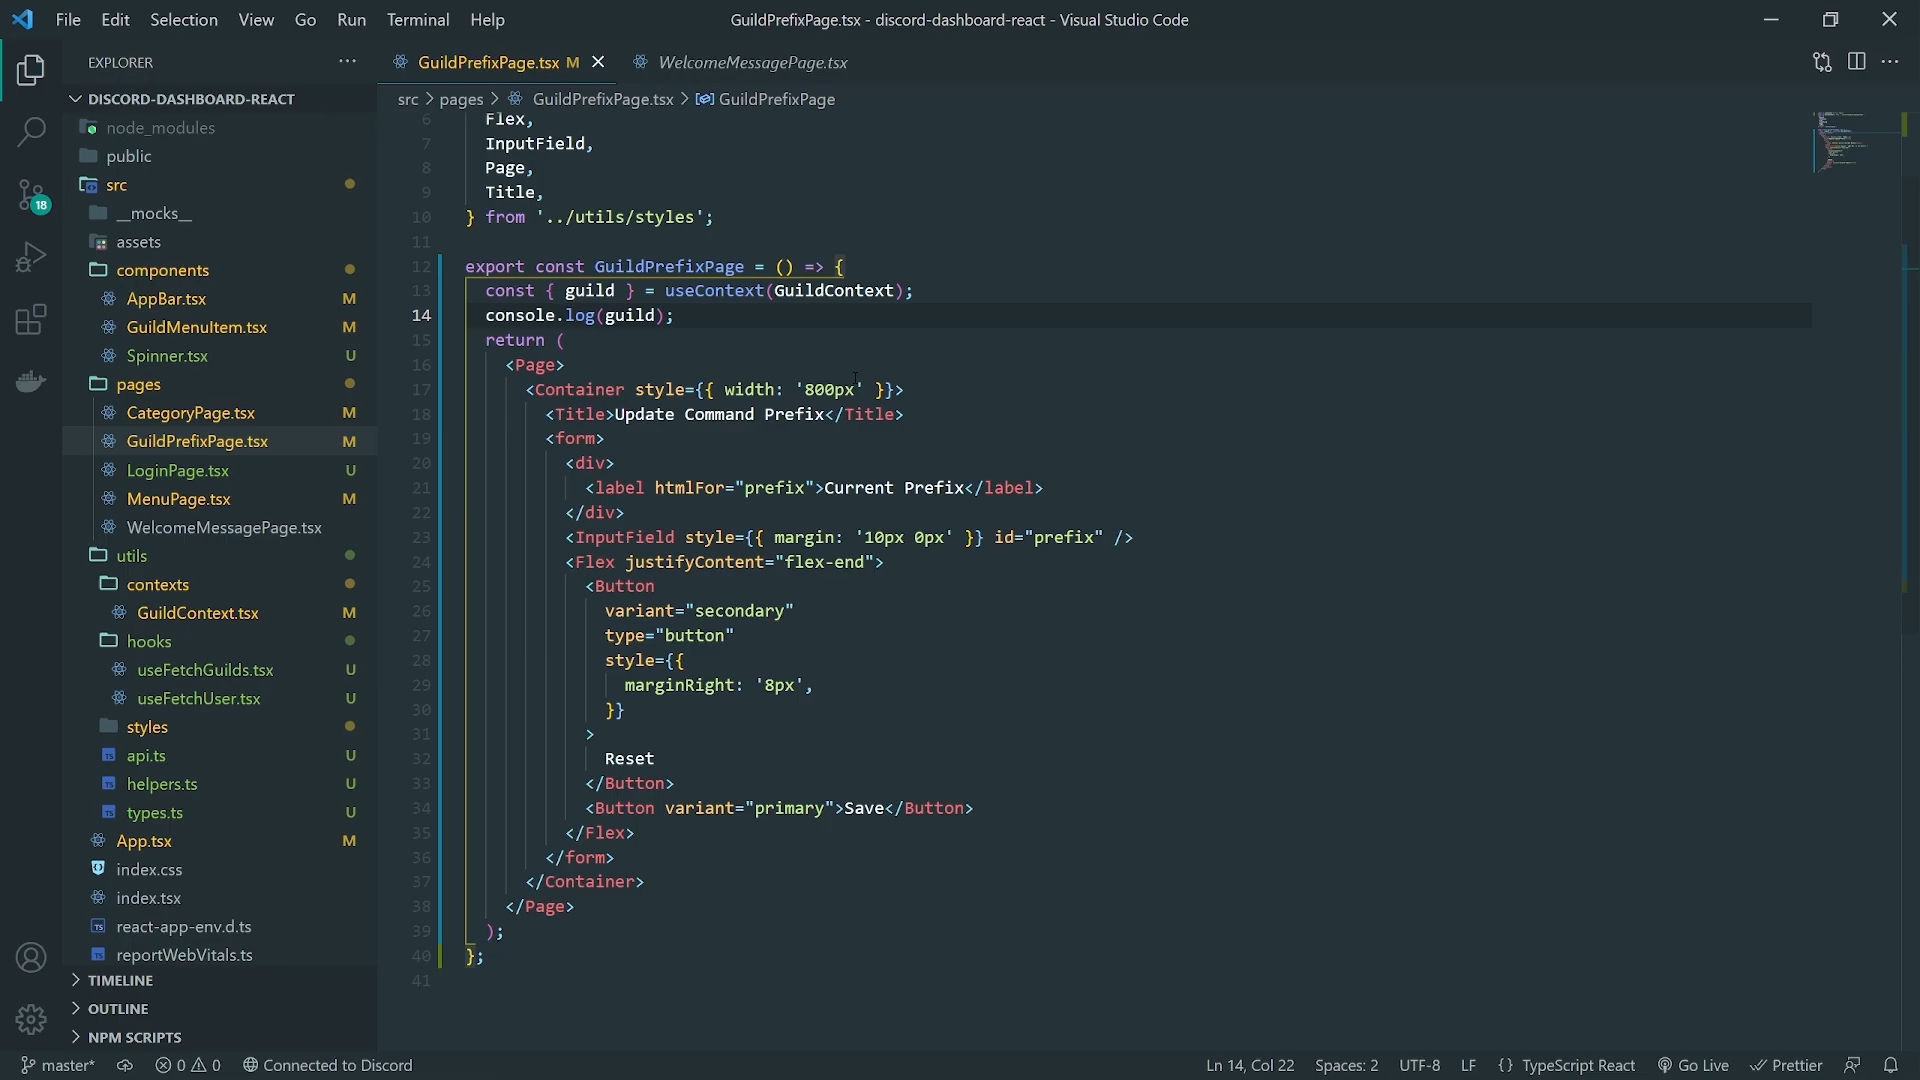 File Edit Selection View Go Run Terminal Help
GuildPrefixPage.tsx - discord-dashboard-react - Visual Studio Code
EXPLORER
GuildPrefixPage.tsx M
WelcomeMessagePage.tsx
DISCORD-DASHBOARD-REACT
src > pages > GuildPrefixPage.tsx > GuildPrefixPage
node_modules
public
src
__mocks__
assets
components
AppBar.tsx M
GuildMenuItem.tsx M
Spinner.tsx U
pages
CategoryPage.tsx M
GuildPrefixPage.tsx M
LoginPage.tsx U
MenuPage.tsx M
WelcomeMessagePage.tsx
utils
contexts
GuildContext.tsx M
hooks
useFetchGuilds.tsx U
useFetchUser.tsx U
styles
api.ts U
helpers.ts U
types.ts U
App.tsx M
index.css
index.tsx
react-app-env.d.ts
reportWebVitals.ts
TIMELINE
OUTLINE
NPM SCRIPTS
18
6 Flex,
7 InputField,
8 Page,
9 Title,
10 } from '../utils/styles';
11
12 export const GuildPrefixPage = () => {
13 const { guild } = useContext(GuildContext);
14 console.log(guild);
15 return (
16 <Page>
17 <Container style={{ width: '800px' }}>
18 <Title>Update Command Prefix</Title>
19 <form>
20 <div>
21 <label htmlFor="prefix">Current Prefix</label>
22 </div>
23 <InputField style={{ margin: '10px 0px' }} id="prefix" />
24 <Flex justifyContent="flex-end">
25 <Button
26 variant="secondary"
27 type="button"
28 style={{
29 marginRight: '8px',
30 }}
31 >
32 Reset
33 </Button>
34 <Button variant="primary">Save</Button>
35 </Flex>
36 </form>
37 </Container>
38 </Page>
39 );
40 };
41
master* 0 0 Connected to Discord Ln 14, Col 22 Spaces: 2 UTF-8 LF {} TypeScript React Go Live Prettier